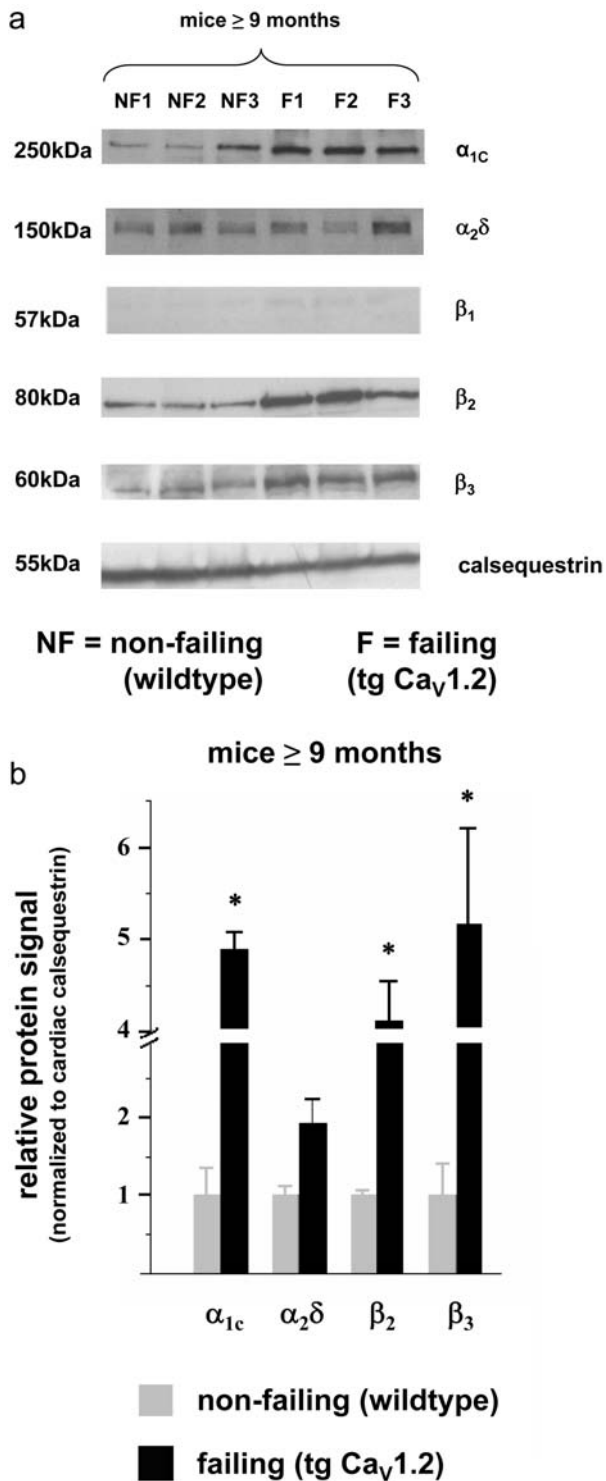 a
mice ≥ 9 months
NF1 NF2 NF3 F1 F2 F3
250kDa α1C
150kDa α2δ
57kDa β1
80kDa β2
60kDa β3
55kDa calsequestrin
NF = non-failing F = failing
(wildtype) (tg CaV1.2)
mice ≥ 9 months
b
relative protein signal
(normalized to cardiac calsequestrin)
6
5
4
2
1
* * *
α1c α2δ β2 β3
non-failing (wildtype)
failing (tg CaV1.2)